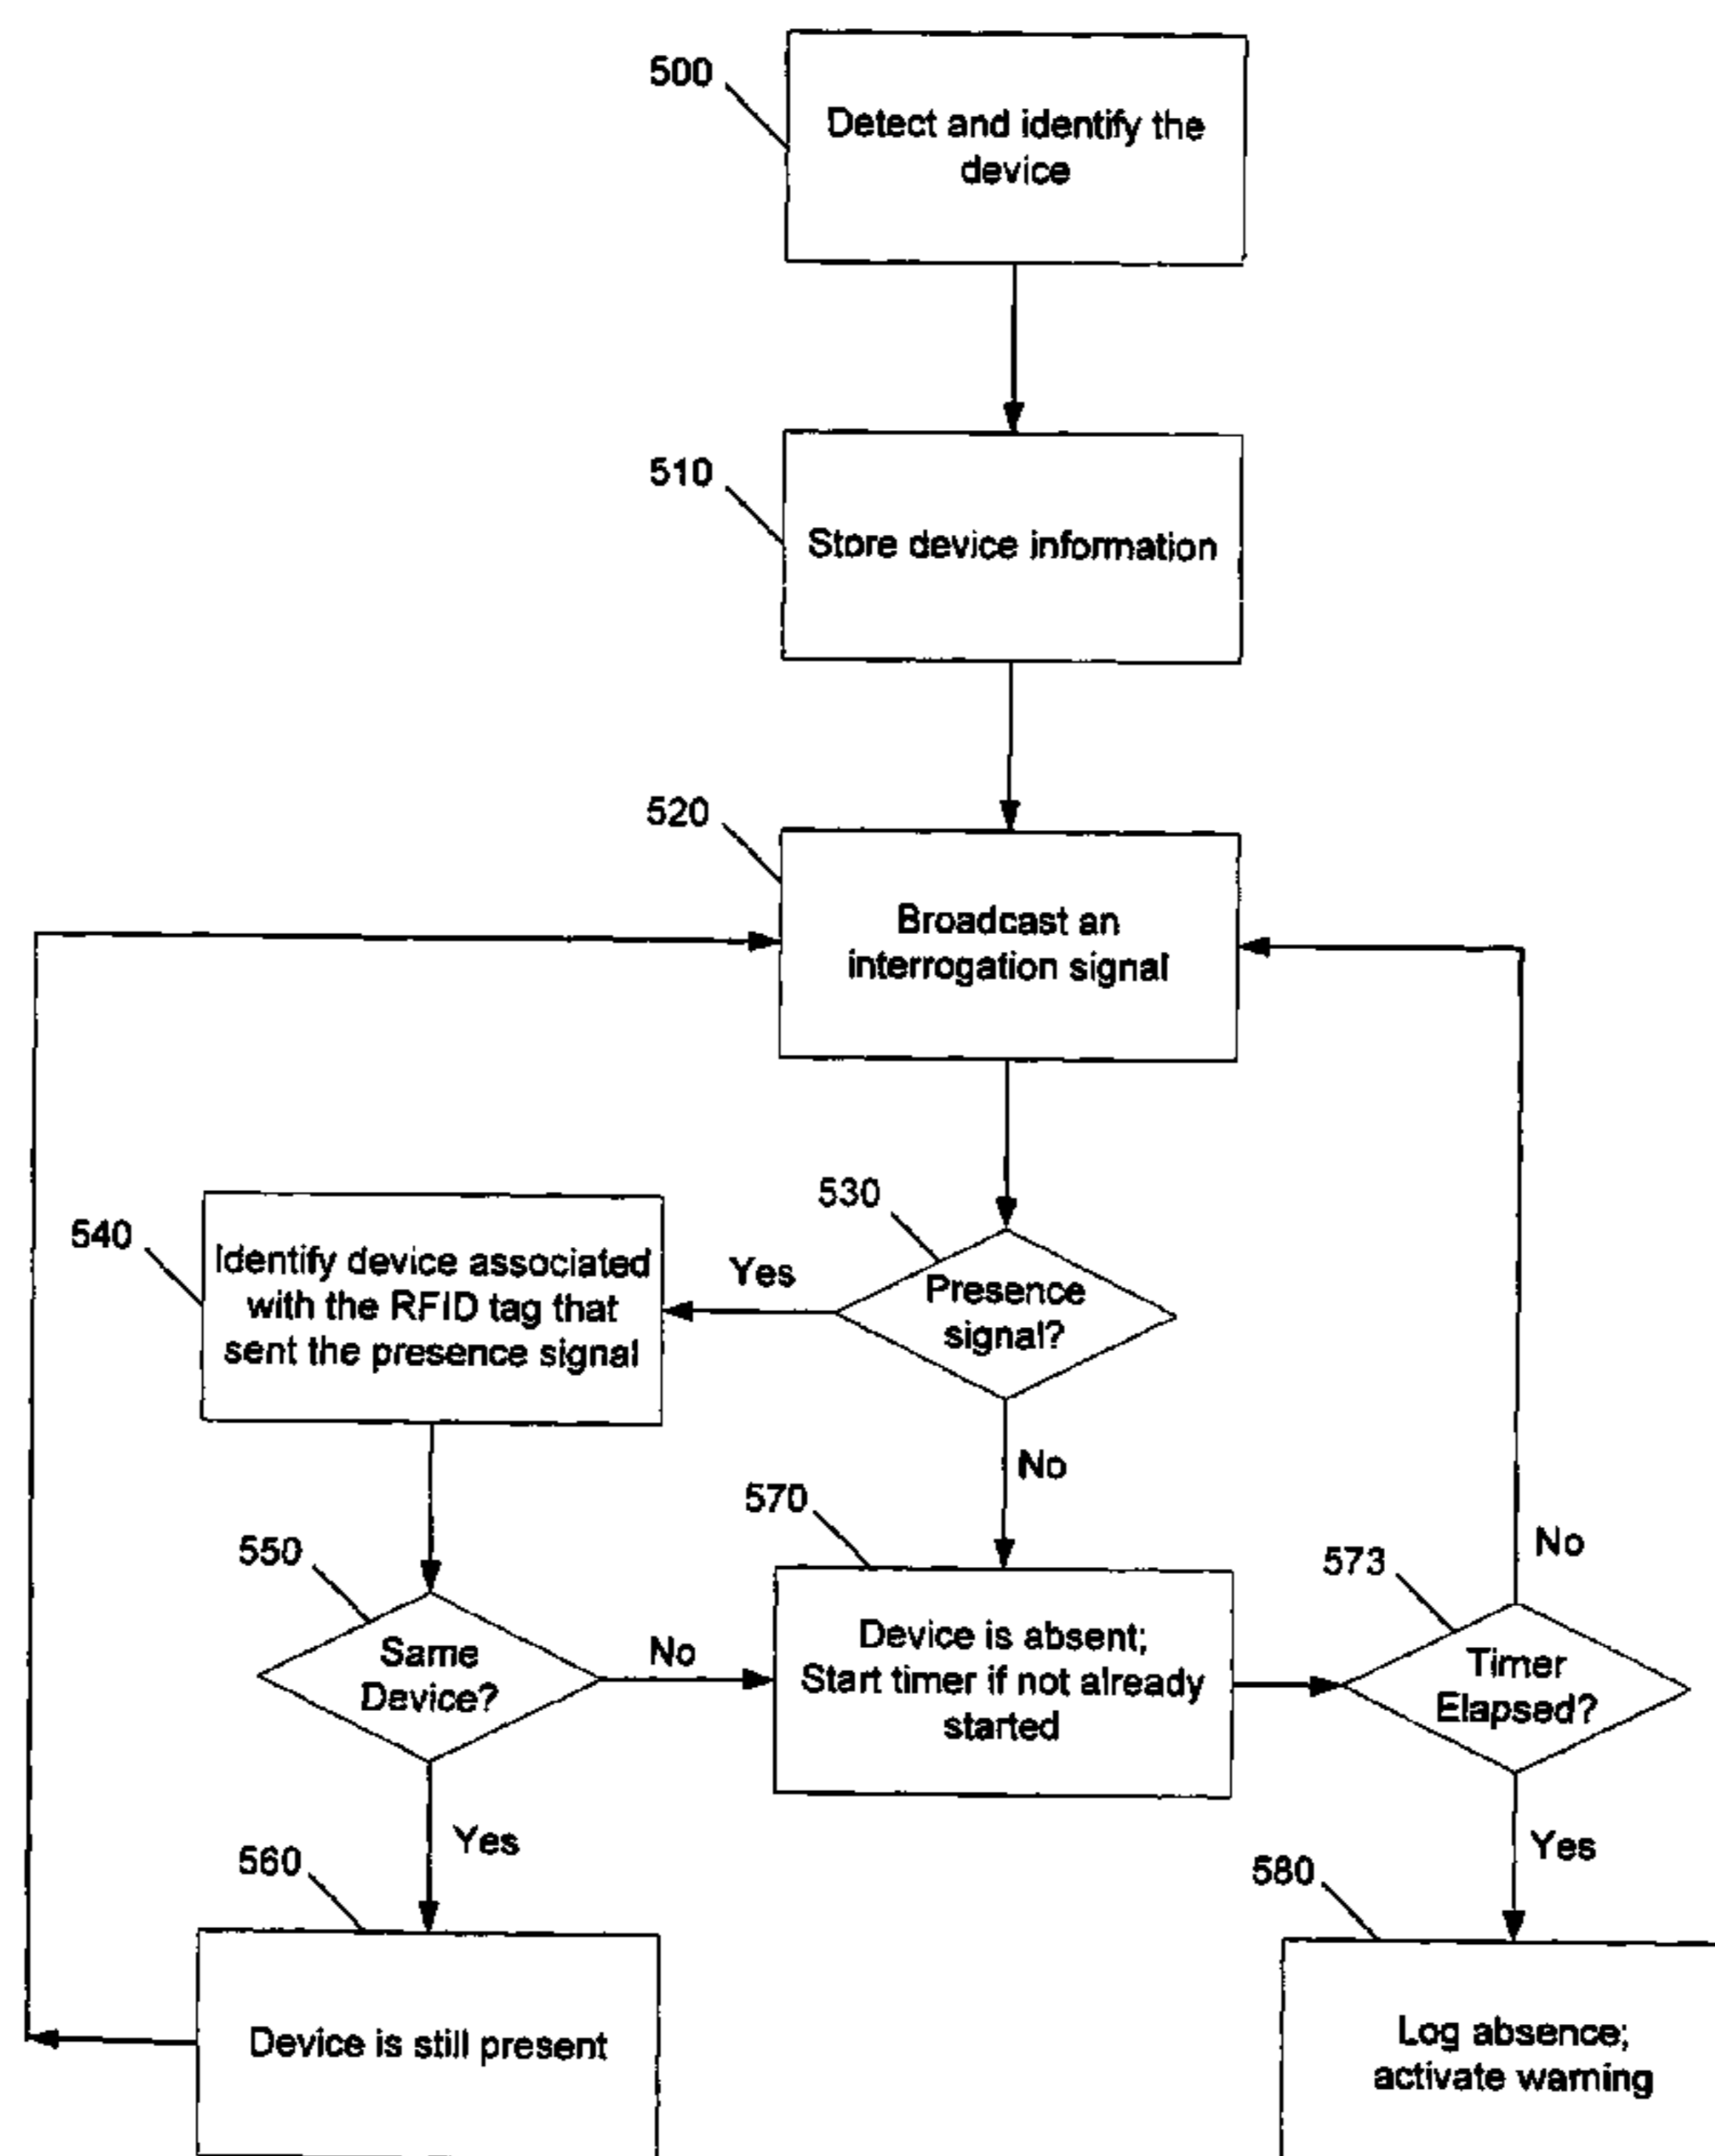 500
Detect and identify the
device
510
Store device information
520
Broadcast an
interrogation signal
530
Presence
signal?
Yes
540
Identify device associated
with the RFID tag that
sent the presence signal
No
570
Device is absent;
Start timer if not already
started
550
Same
Device?
No
573
Timer
Elapsed?
No
Yes
560
Device is still present
Yes
580
Log absence;
activate warning